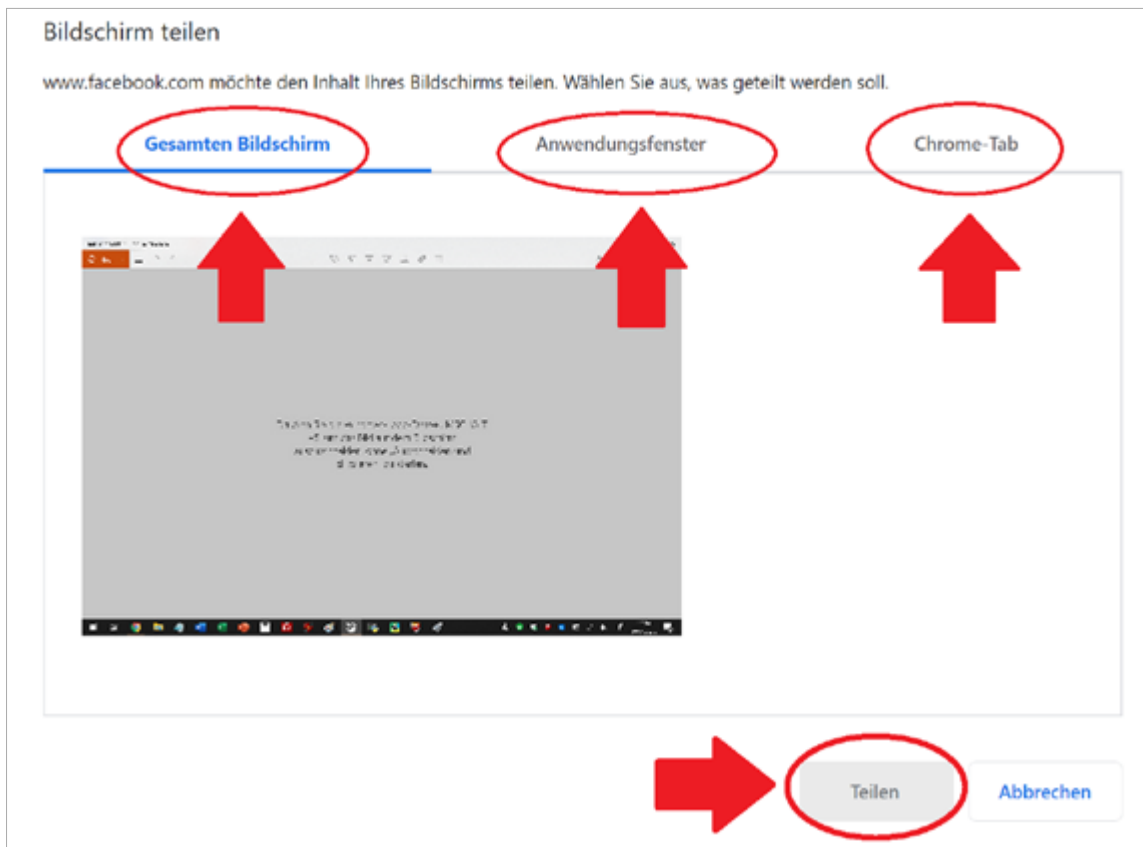 Bildschirm teilen
www.facebook.com möchte den Inhalt Ihres Bildschirms teilen. Wählen Sie aus, was geteilt werden soll.
Gesamten Bildschirm
Anwendungsfenster
Chrome-Tab
Teilen
Abbrechen